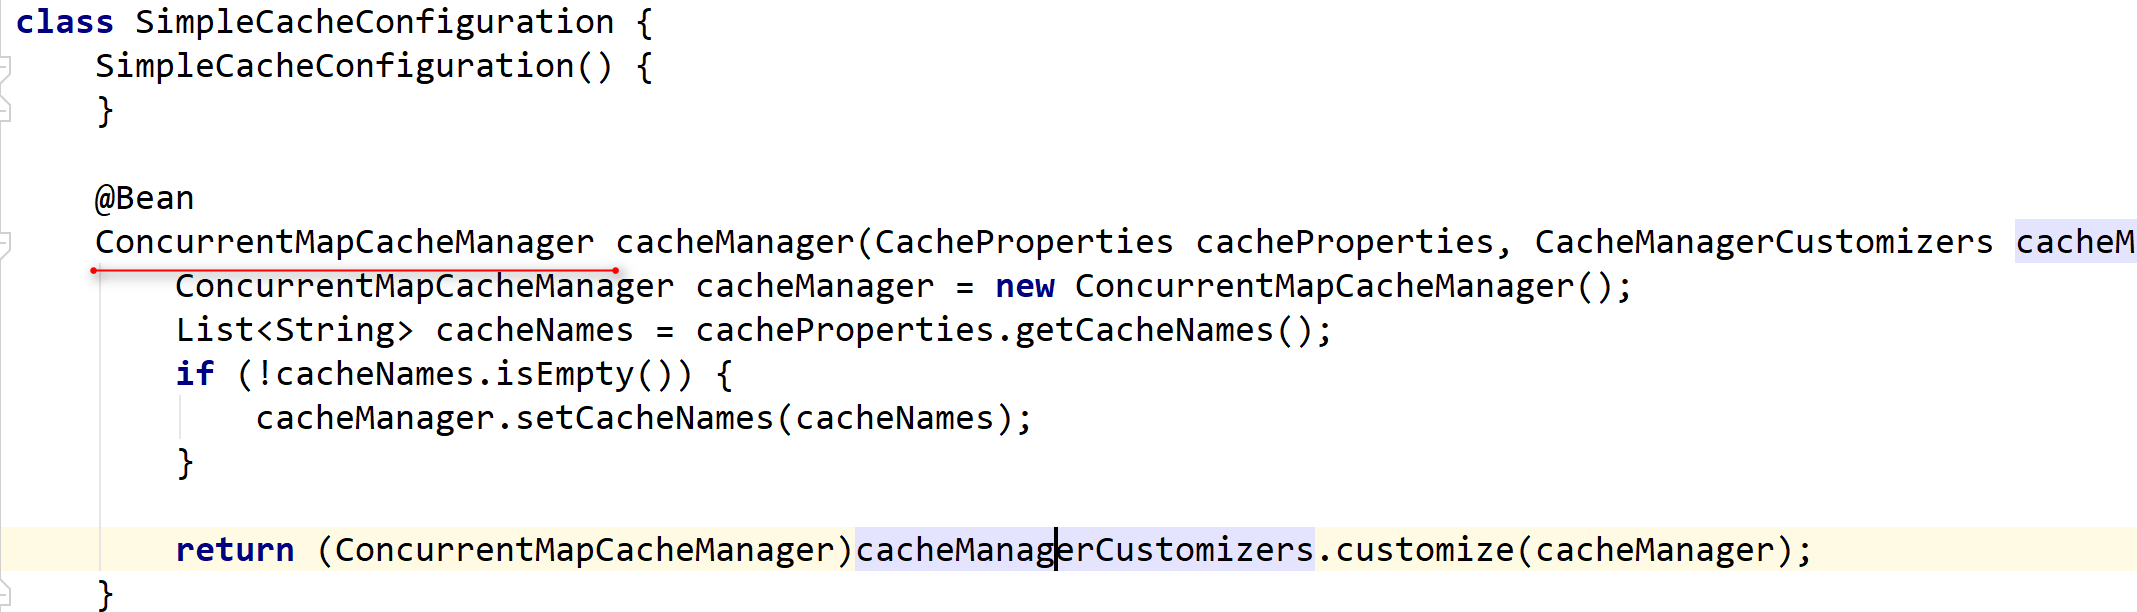 class SimpleCacheConfiguration {
    SimpleCacheConfiguration() {
    }
    @Bean
    ConcurrentMapCacheManager cacheManager(CacheProperties cacheProperties, CacheManagerCustomizers cacheM
        ConcurrentMapCacheManager cacheManager = new ConcurrentMapCacheManager();
        List<String> cacheNames = cacheProperties.getCacheNames();
        if (!cacheNames.isEmpty()) {
            cacheManager.setCacheNames(cacheNames);
        }
        return (ConcurrentMapCacheManager)cacheManagerCustomizers.customize(cacheManager);
    }